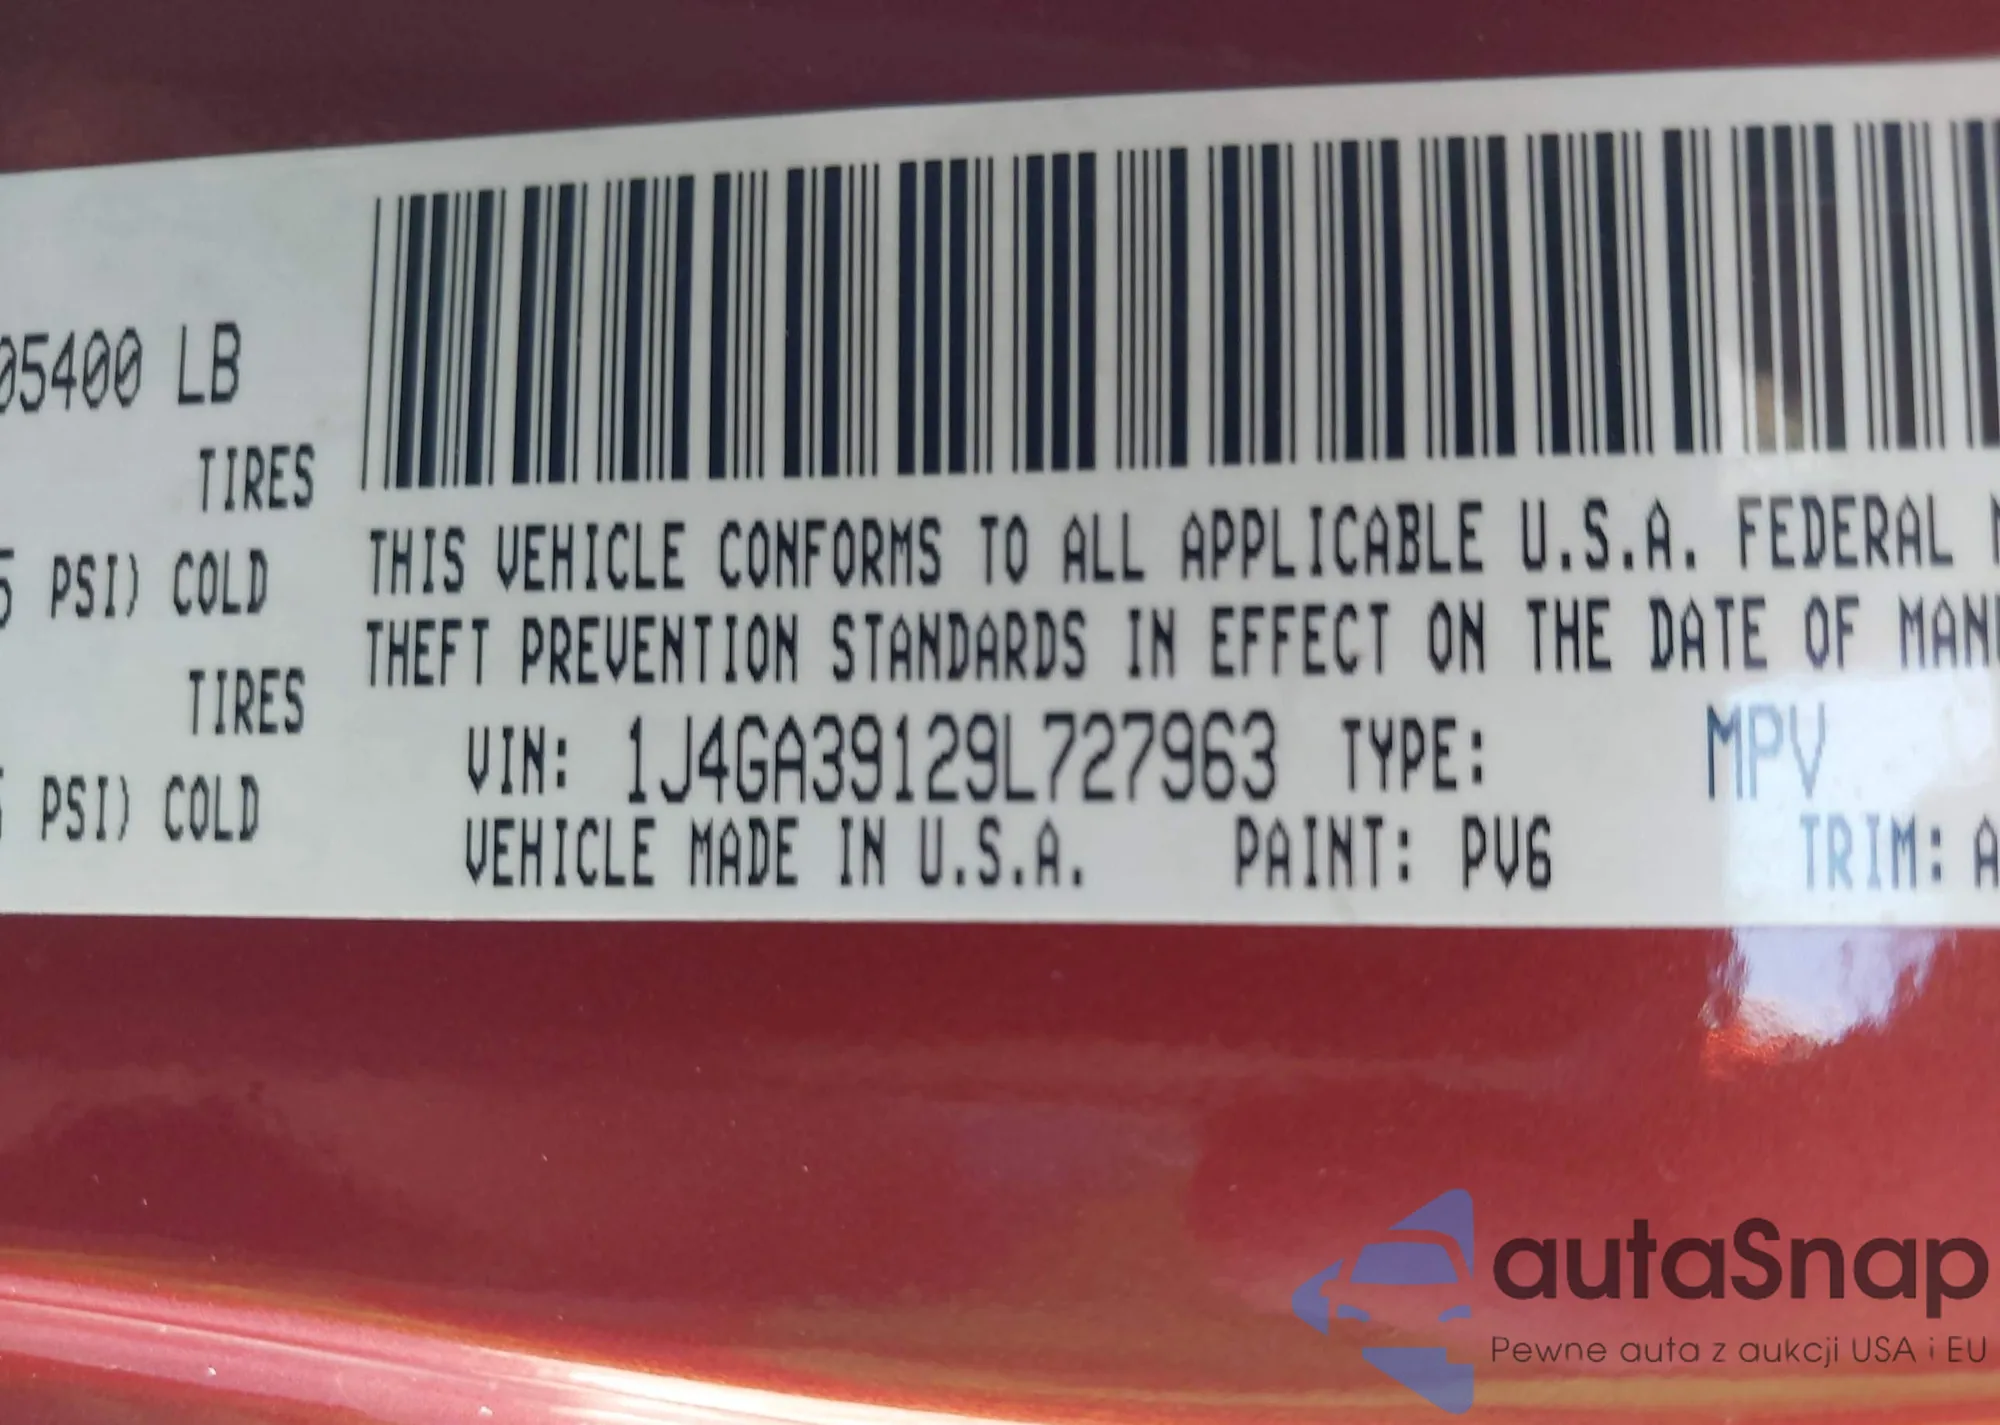 05400 LB
TIRES
5 PSI) COLD
TIRES
PSI) COLD
THIS VEHICLE CONFORMS TO ALL APPLICABLE U.S.A. FEDERAL
THEFT PREVENTION STANDARDS IN EFFECT ON THE DATE OF MANU
VIN: 1J4GA39129L727963 TYPE: MPV
VEHICLE MADE IN U.S.A. PAINT: PV6 TRIM: A
autaSnap
Pewne auta z aukcji USA i EU